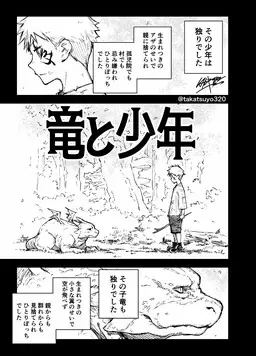 その少年は
独りでした
生まれつきの
アザのせいで
親に捨てられ
孤児院でも
村でも
忌み嫌われ
ひとりぼっち
でした
@takatsuyo320
竜と少年
その子竜も
独りでした
生まれつきの
小さな翼のせいで
空が飛べず
親からも
群れからも
見捨てられ
ひとりぼっち
でした